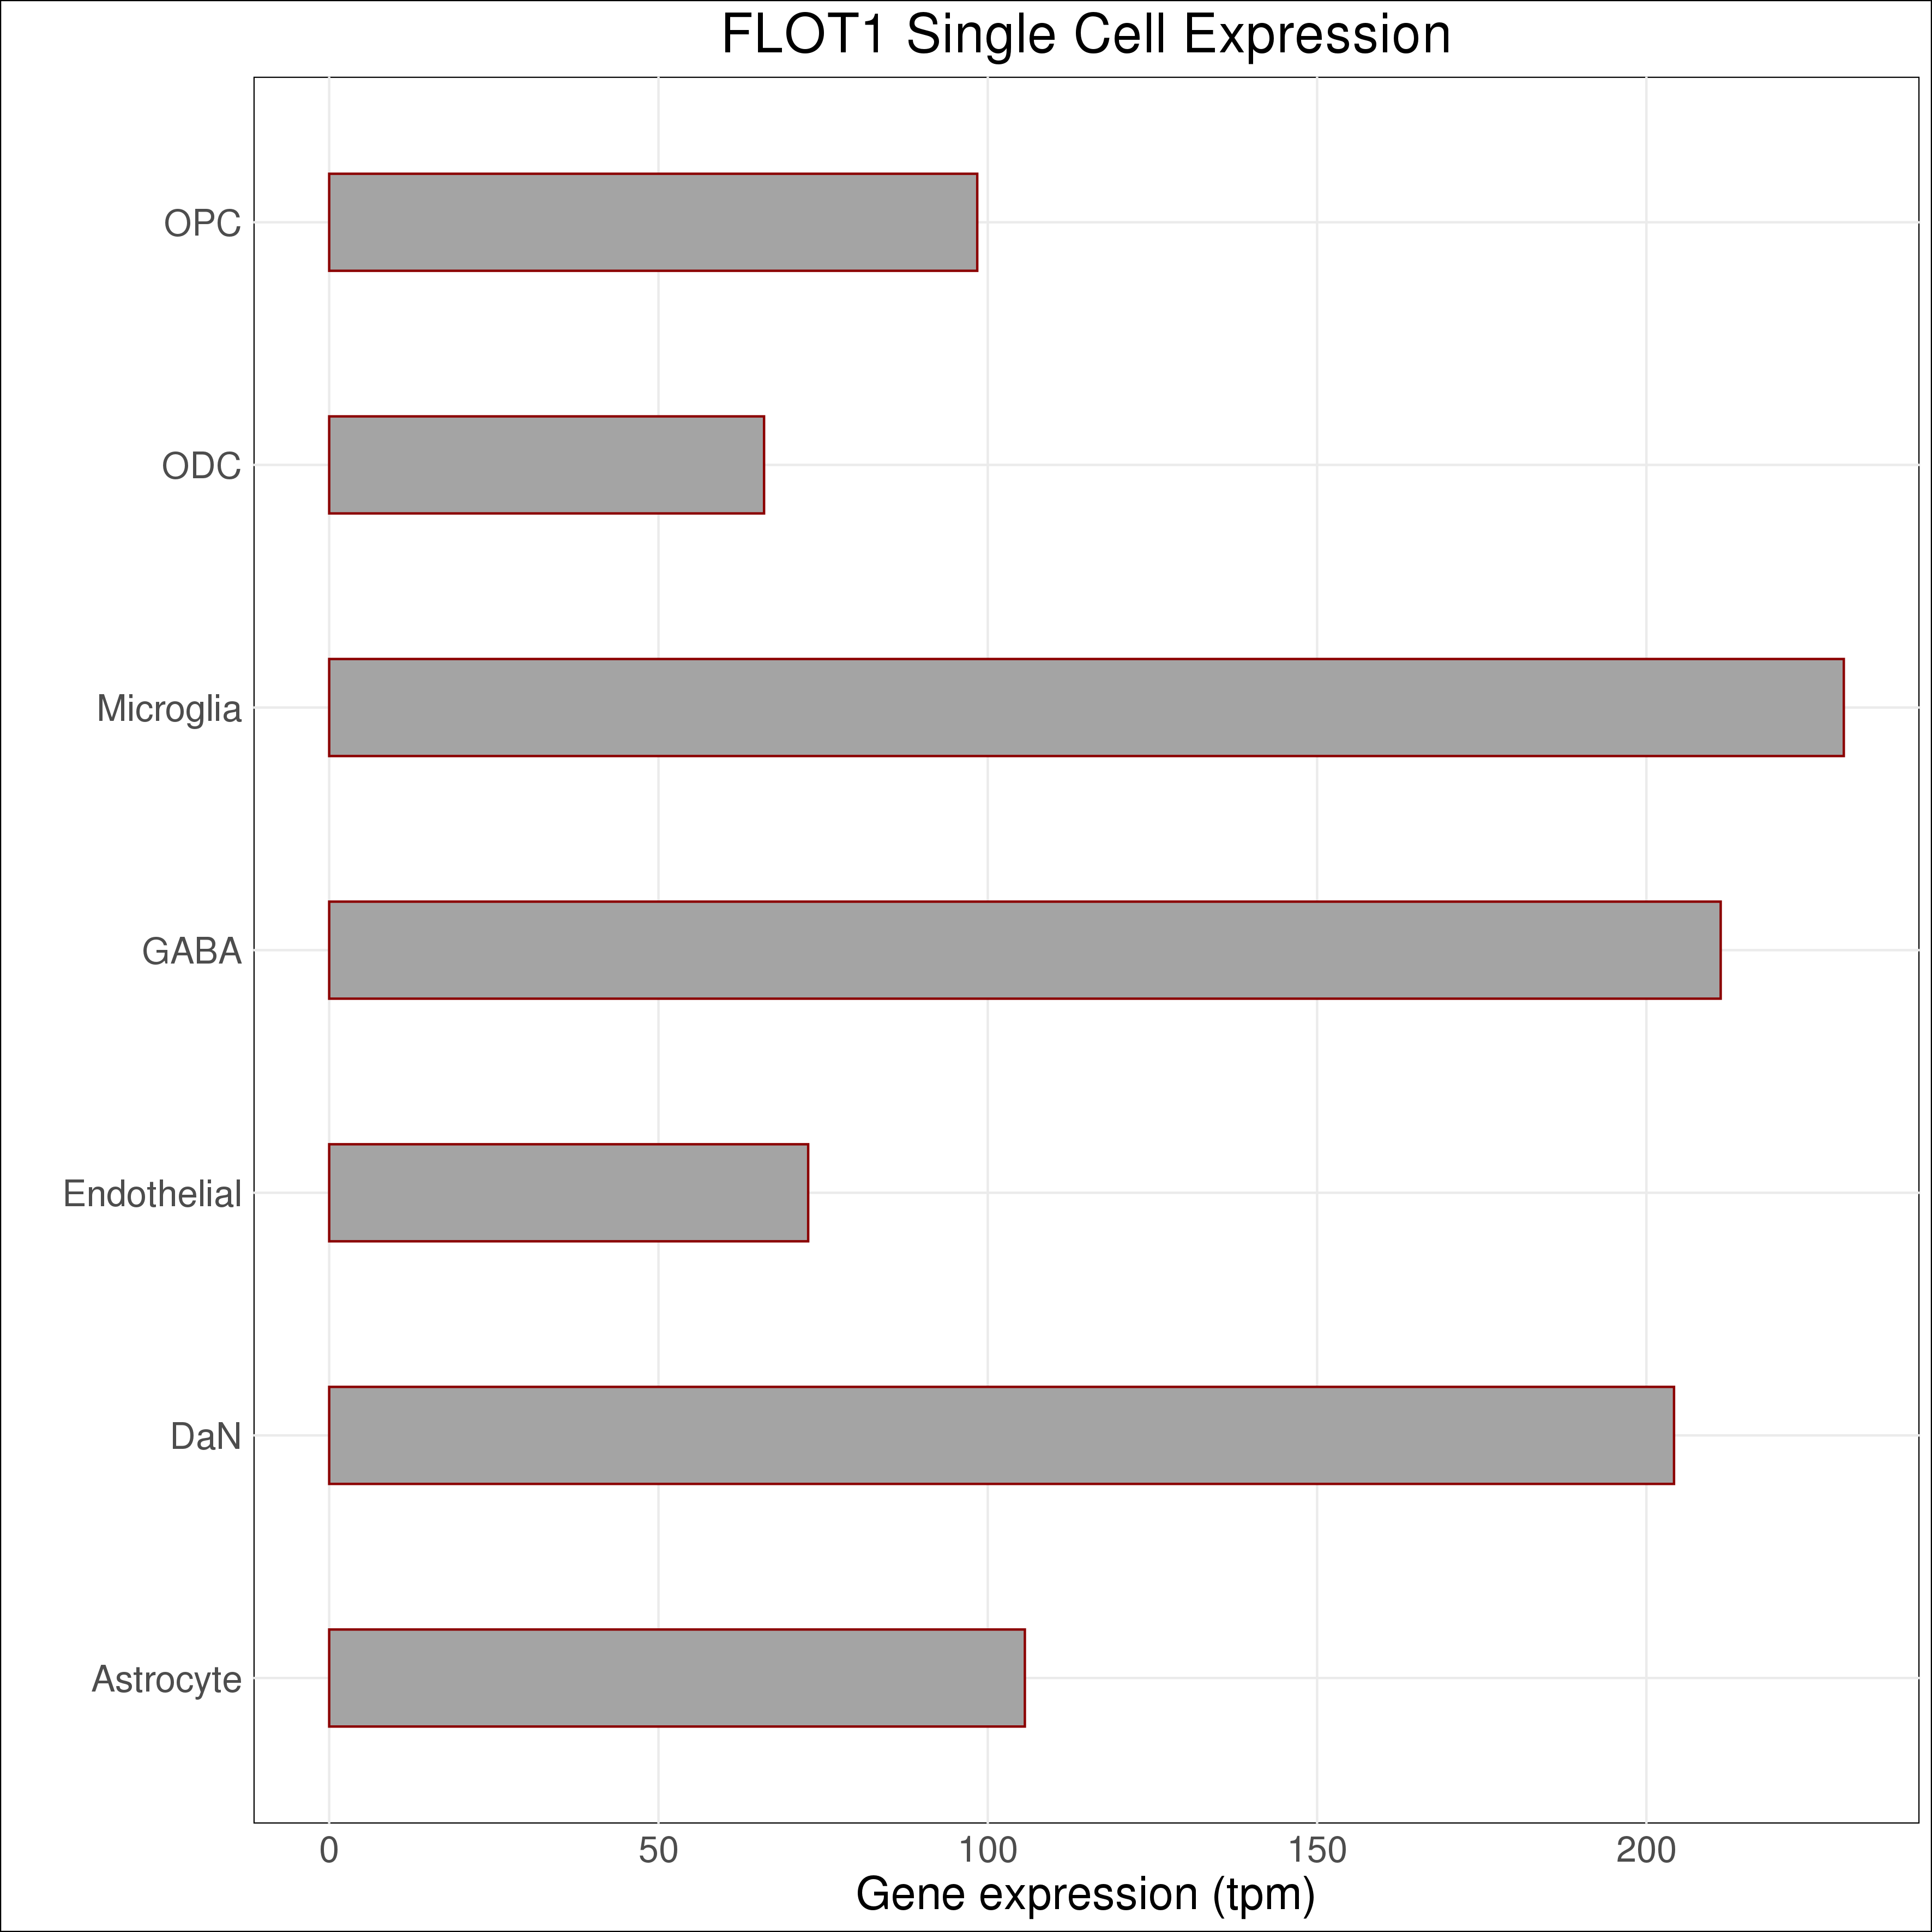 FLOT1 Single Cell Expression
OPC
ODC
Microglia
GABA
Endothelial
DaN
Astrocyte
0 50 100 150 200
Gene expression (tpm)